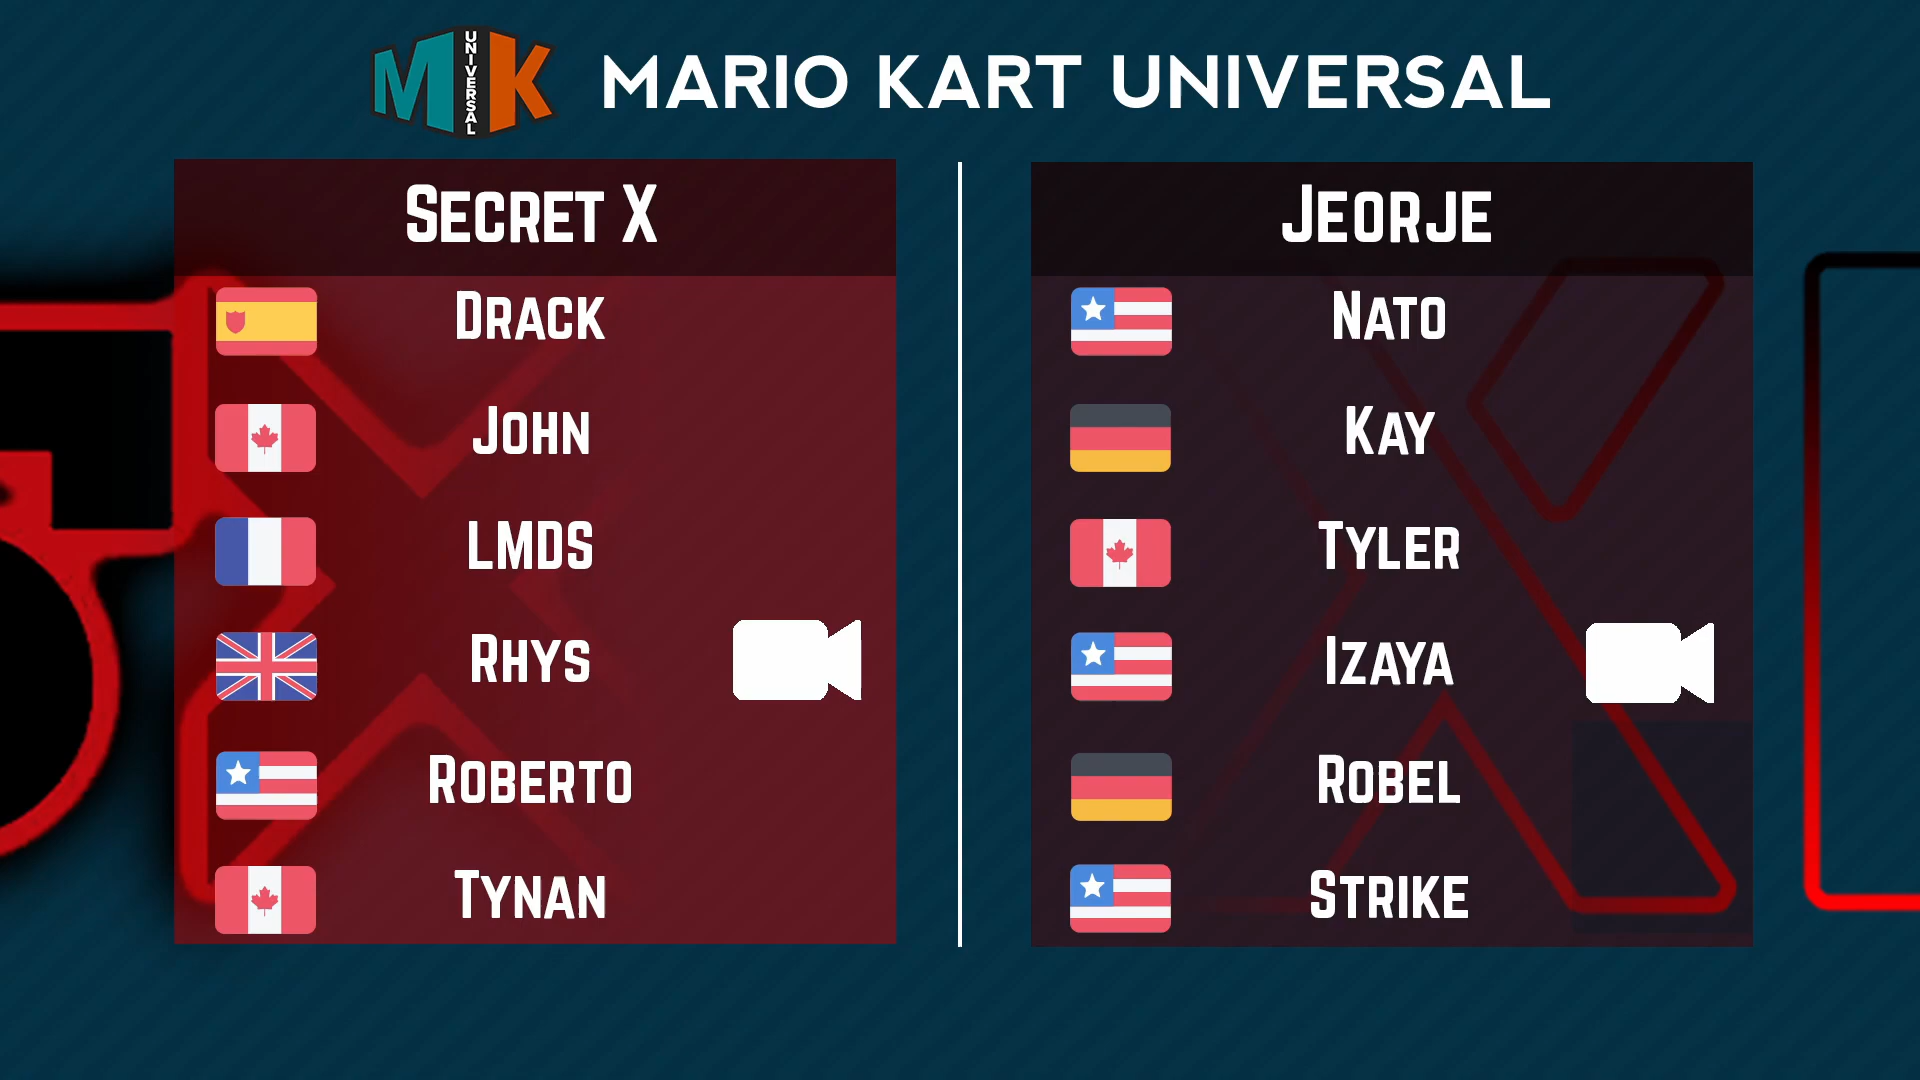 MK UNIVERSAL
MARIO KART UNIVERSAL
SECRET X
DRACK
JOHN
LMDS
RHYS
ROBERTO
TYNAN
JEORJE
NATO
KAY
TYLER
IZAYA
ROBEL
STRIKE